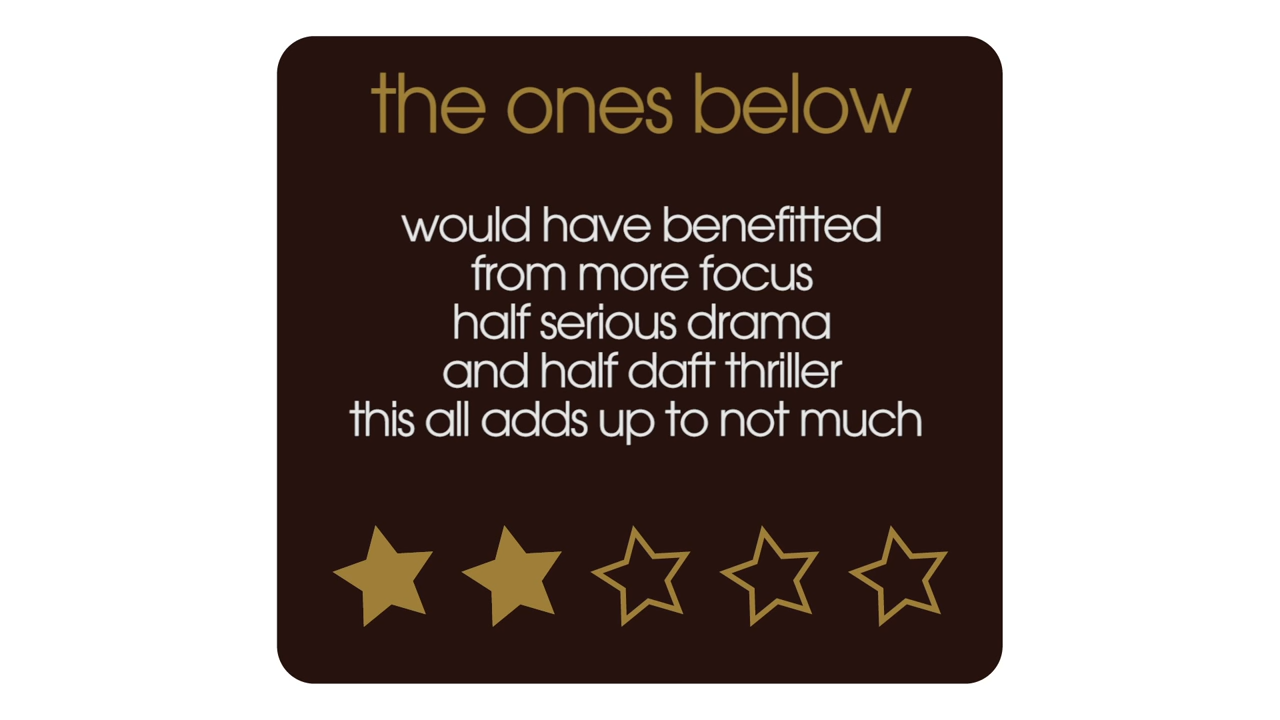 the ones below
would have benefitted
from more focus
half serious drama
and half daft thriller
this all adds up to not much